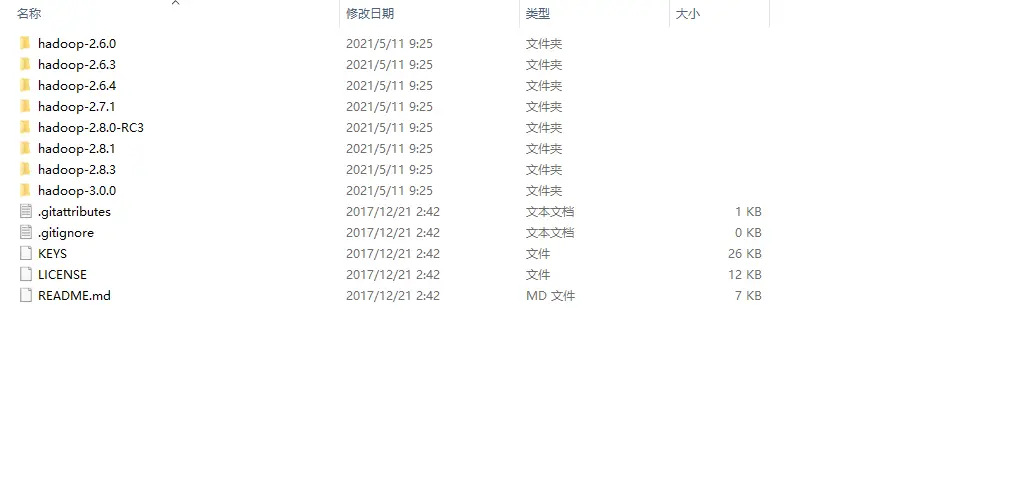 名称 修改日期 类型 大小
hadoop-2.6.0 2021/5/11 9:25 文件夹
hadoop-2.6.3 2021/5/11 9:25 文件夹
hadoop-2.6.4 2021/5/11 9:25 文件夹
hadoop-2.7.1 2021/5/11 9:25 文件夹
hadoop-2.8.0-RC3 2021/5/11 9:25 文件夹
hadoop-2.8.1 2021/5/11 9:25 文件夹
hadoop-2.8.3 2021/5/11 9:25 文件夹
hadoop-3.0.0 2021/5/11 9:25 文件夹
.gitattributes 2017/12/21 2:42 文本文档 1 KB
.gitignore 2017/12/21 2:42 文本文档 0 KB
KEYS 2017/12/21 2:42 文件 26 KB
LICENSE 2017/12/21 2:42 文件 12 KB
README.md 2017/12/21 2:42 MD 文件 7 KB